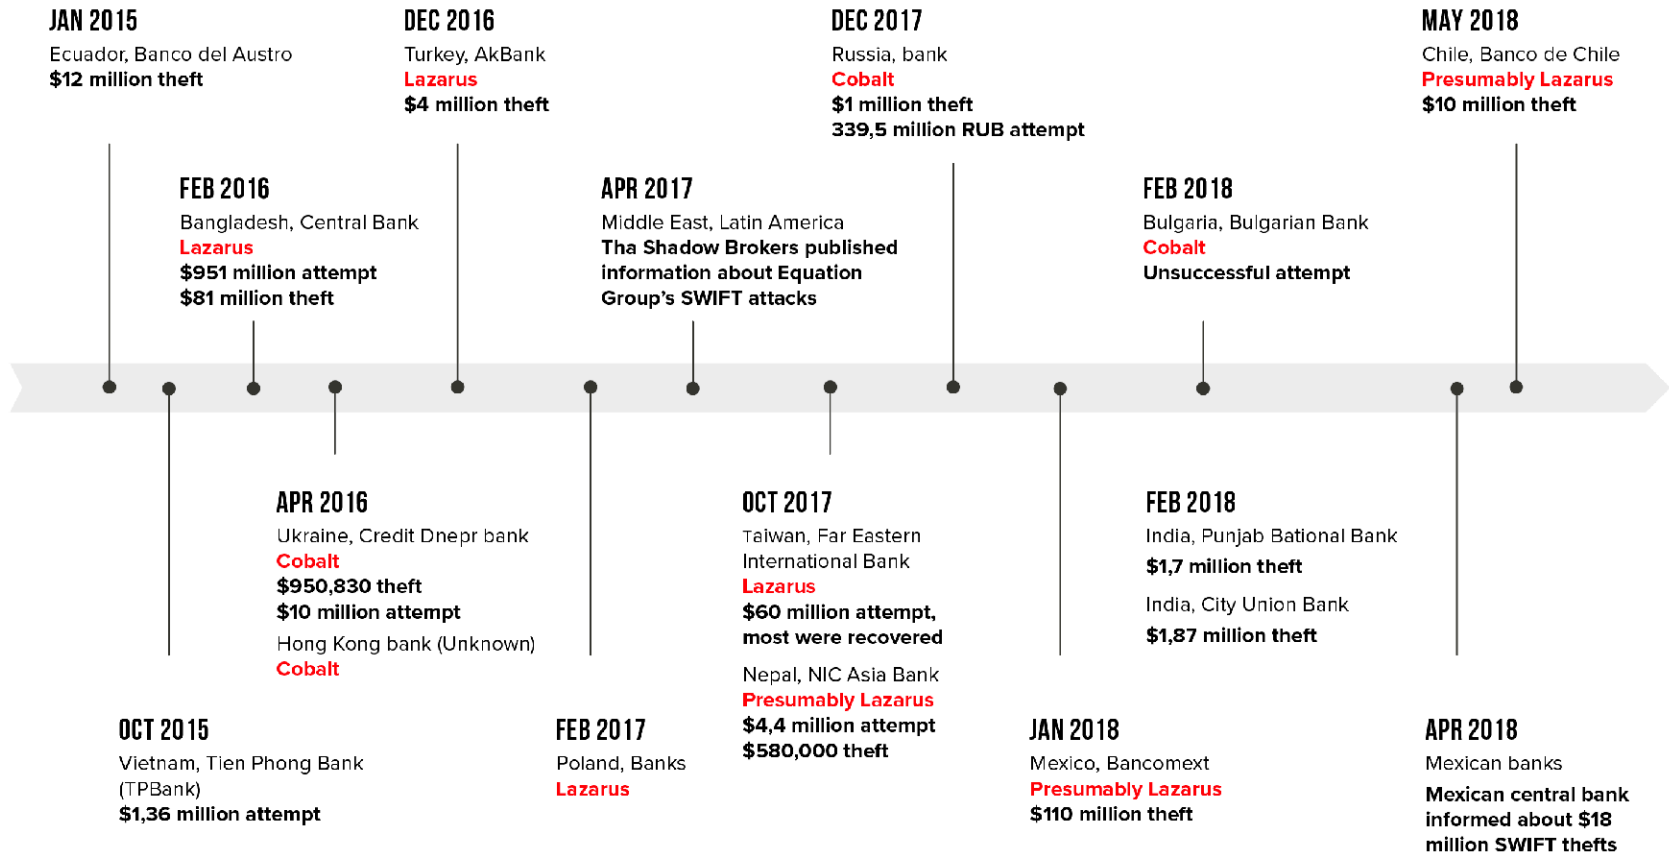 JAN 2015
Ecuador, Banco del Austro
$12 million theft
DEC 2016
Turkey, AkBank
Lazarus
$4 million theft
DEC 2017
Russia, bank
Cobalt
$1 million theft
339,5 million RUB attempt
MAY 2018
Chile, Banco de Chile
Presumably Lazarus
$10 million theft
FEB 2016
Bangladesh, Central Bank
Lazarus
$951 million attempt
$81 million theft
APR 2017
Middle East, Latin America
Tha Shadow Brokers published
information about Equation
Group’s SWIFT attacks
FEB 2018
Bulgaria, Bulgarian Bank
Cobalt
Unsuccessful attempt
APR 2016
Ukraine, Credit Dnepr bank
Cobalt
$950,830 theft
$10 million attempt
Hong Kong bank (Unknown)
Cobalt
OCT 2017
Taiwan, Far Eastern
International Bank
Lazarus
$60 million attempt,
most were recovered
Nepal, NIC Asia Bank
Presumably Lazarus
$4,4 million attempt
$580,000 theft
FEB 2018
India, Punjab Bational Bank
$1,7 million theft
India, City Union Bank
$1,87 million theft
OCT 2015
Vietnam, Tien Phong Bank
(TPBank)
$1,36 million attempt
FEB 2017
Poland, Banks
Lazarus
JAN 2018
Mexico, Bancomext
Presumably Lazarus
$110 million theft
APR 2018
Mexican banks
Mexican central bank
informed about $18
million SWIFT thefts